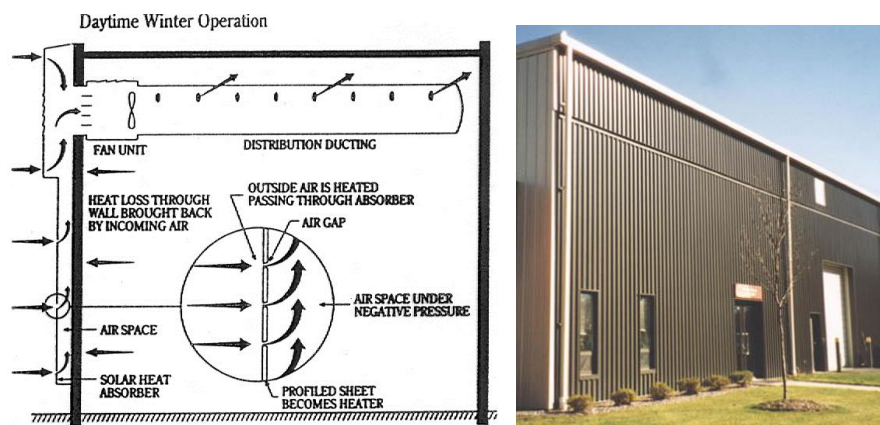 Daytime Winter Operation
FAN UNIT
DISTRIBUTION DUCTING
HEAT LOSS THROUGH
WALL BROUGHT BACK
BY INCOMING AIR
OUTSIDE AIR IS HEATED
PASSING THROUGH ABSORBER
AIR GAP
AIR SPACE UNDER
NEGATIVE PRESSURE
AIR SPACE
SOLAR HEAT
ABSORBER
PROFILED SHEET
BECOMES HEATER